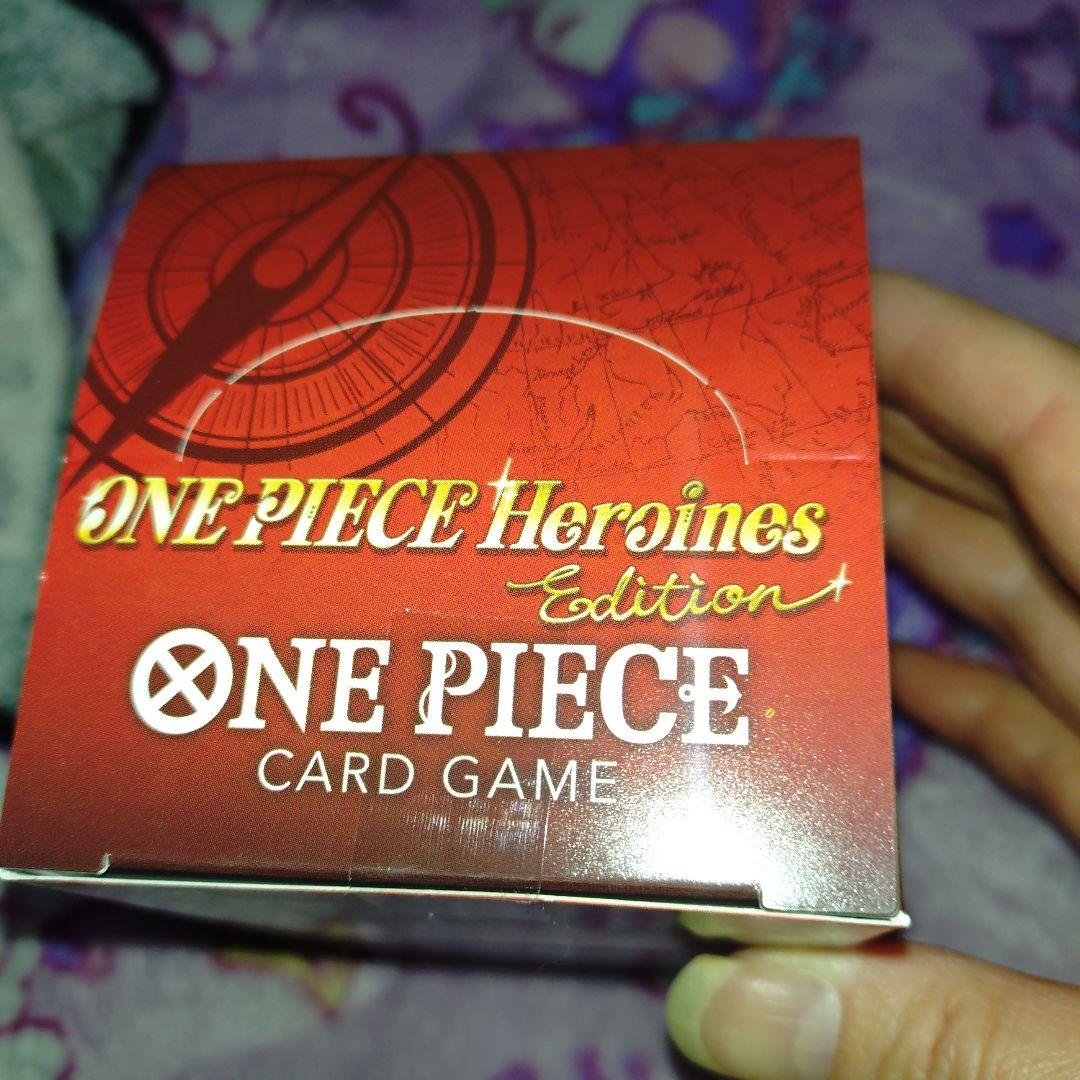 ONE PIECE Heroines
Edition
ONE PIECE
CARD GAME